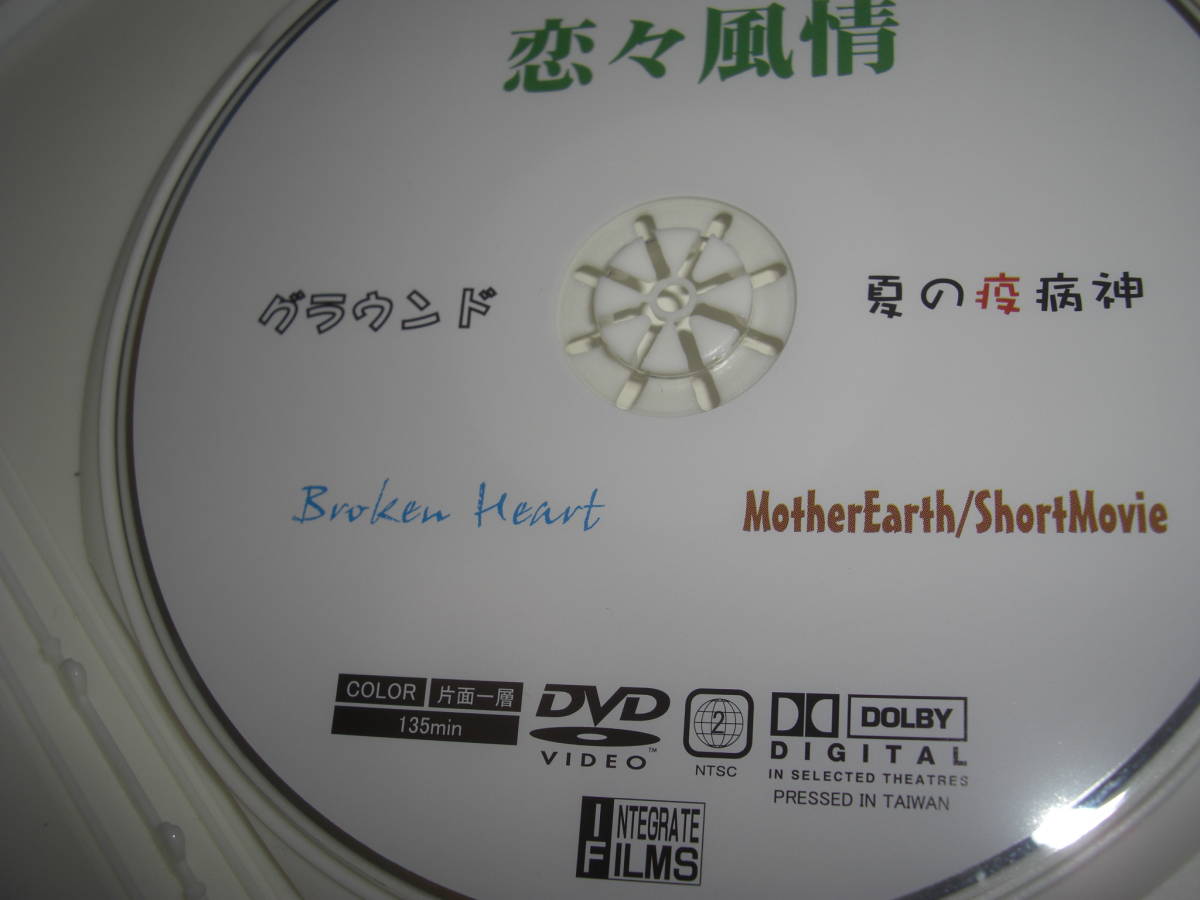 恋々風情
グラウンド
夏の疫病神
Broken Heart
MotherEarth/ShortMovie
COLOR 片面一層
135min
DVD
VIDEO
TM
2
NTSC
DOLBY
DIGITAL
IN SELECTED THEATRES
PRESSED IN TAIWAN
INTEGRATE
FILMS